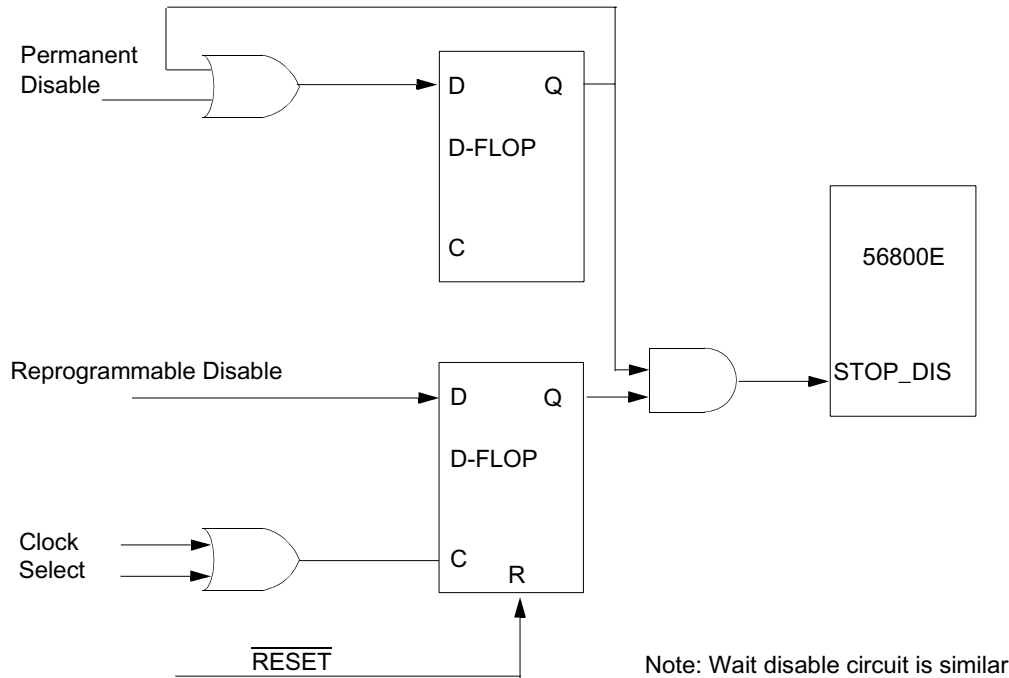 Permanent
Disable
D
Q
D-FLOP
C
56800E
STOP_DIS
Reprogrammable Disable
D
Q
D-FLOP
Clock
Select
C
R
RESET
Note: Wait disable circuit is similar